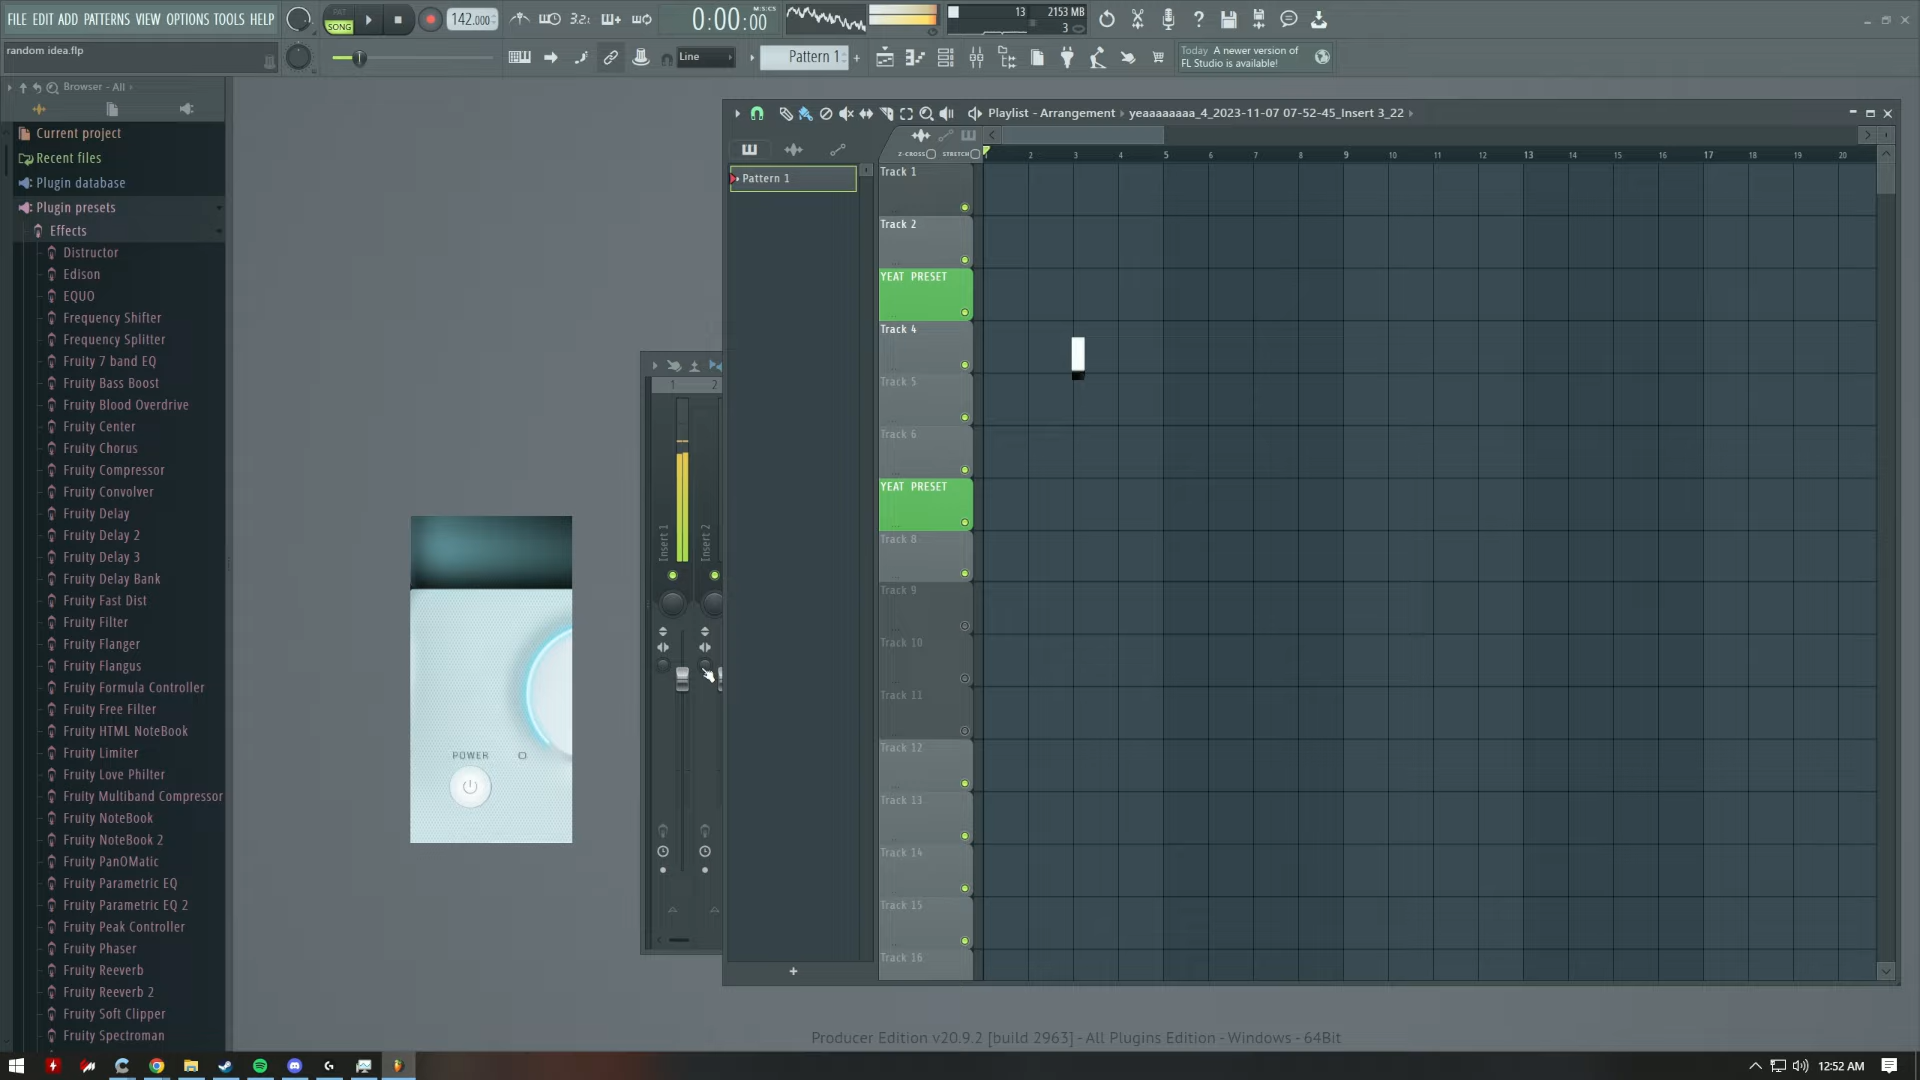 FILE EDIT ADD PATTERNS VIEW OPTIONS TOOLS HELP
PAT
SONG
142.000
3.2.1
0:00:00
M:S:CS
13
2153 MB
3
random idea.flp
Line
Pattern 1
Today A newer version of
FL Studio is available!
Browser - All
Current project
Recent files
Plugin database
Plugin presets
Effects
Distructor
Edison
EQUO
Frequency Shifter
Frequency Splitter
Fruity 7 band EQ
Fruity Bass Boost
Fruity Blood Overdrive
Fruity Center
Fruity Chorus
Fruity Compressor
Fruity Convolver
Fruity Delay
Fruity Delay 2
Fruity Delay 3
Fruity Delay Bank
Fruity Fast Dist
Fruity Filter
Fruity Flanger
Fruity Flangus
Fruity Formula Controller
Fruity Free Filter
Fruity HTML NoteBook
Fruity Limiter
Fruity Love Philter
Fruity Multiband Compressor
Fruity NoteBook
Fruity NoteBook 2
Fruity PanOMatic
Fruity Parametric EQ
Fruity Parametric EQ 2
Fruity Peak Controller
Fruity Phaser
Fruity Reeverb
Fruity Reeverb 2
Fruity Soft Clipper
Fruity Spectroman
POWER
1 2
Insert 1
Insert 2
Playlist - Arrangement
yeaaaaaaaa_4_2023-11-07 07-52-45_Insert 3_22
Z-CROSS STRETCH
1 2 3 4 5 6 7 8 9 10 11 12 13 14 15 16 17 18 19 20
Pattern 1
Track 1
Track 2
YEAT PRESET
Track 4
Track 5
Track 6
YEAT PRESET
Track 8
Track 9
Track 10
Track 11
Track 12
Track 13
Track 14
Track 15
Track 16
Producer Edition v20.9.2 [build 2963] - All Plugins Edition - Windows - 64Bit
12:52 AM